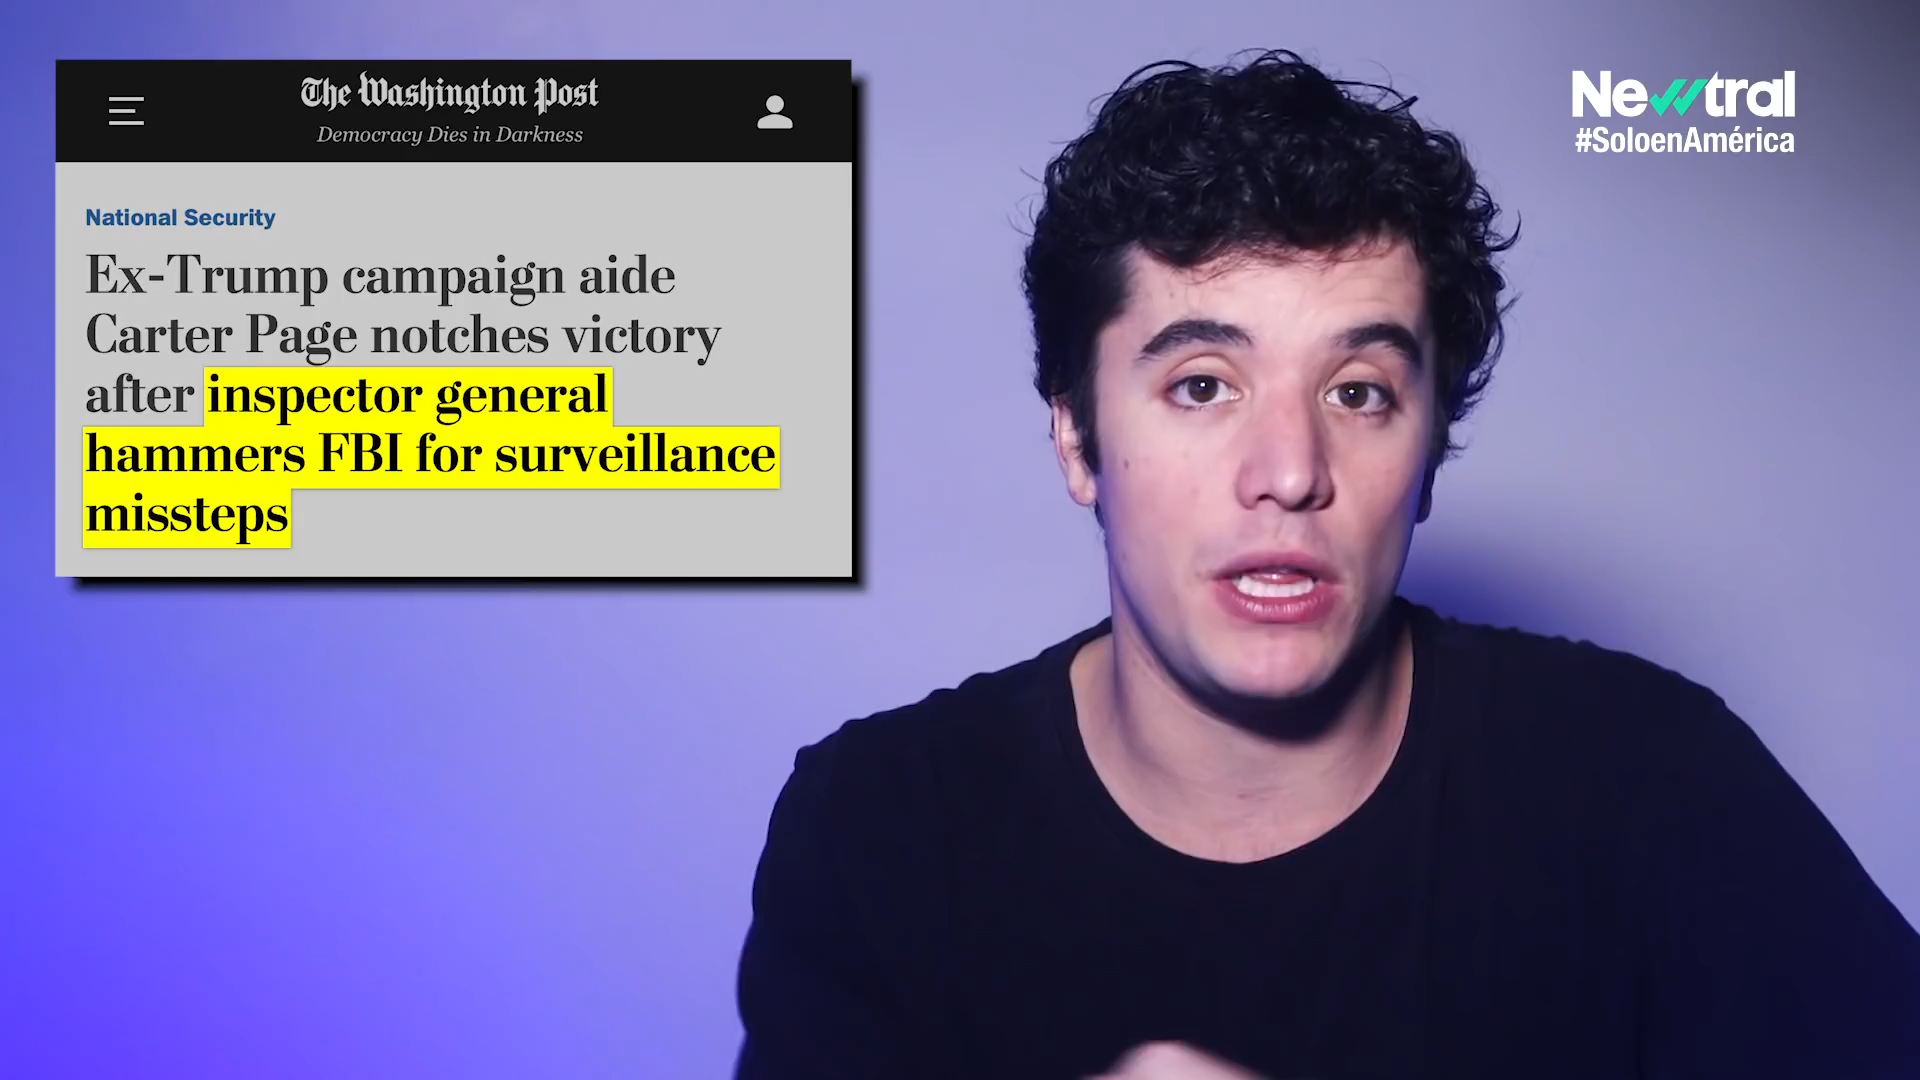 The Washington Post
Democracy Dies in Darkness
National Security
Ex-Trump campaign aide
Carter Page notches victory
after inspector general
hammers FBI for surveillance
missteps
Newtral
#SoloenAmérica